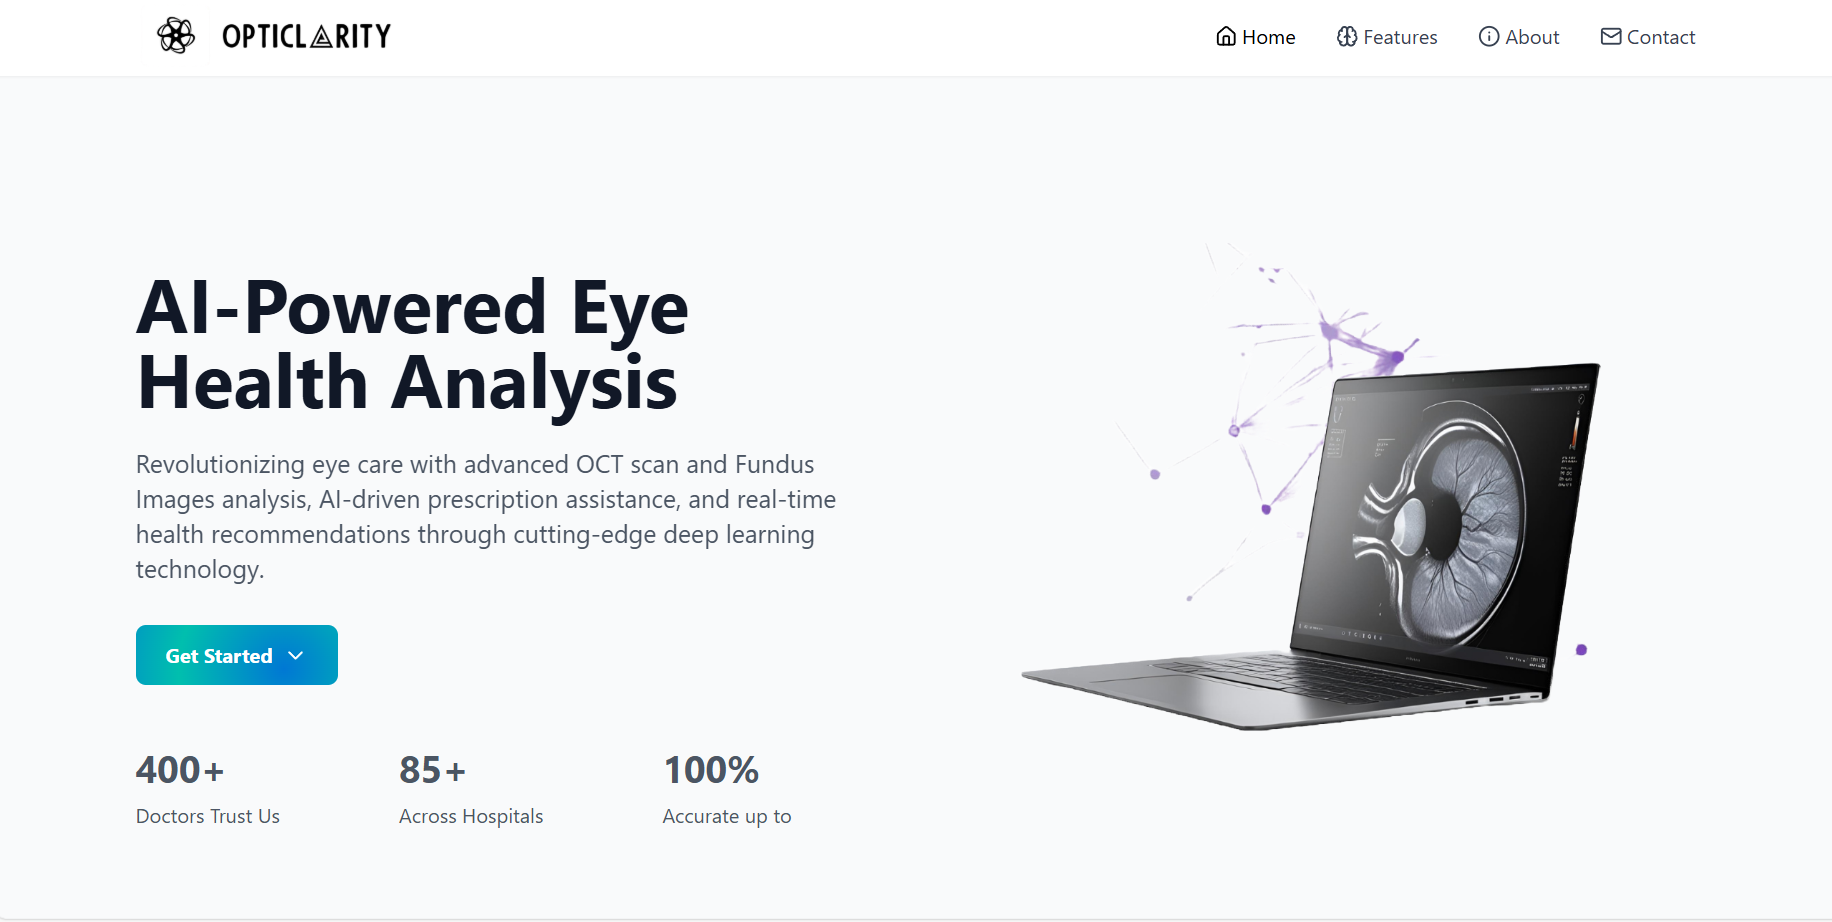 OPTICLARITY
Home
Features
About
Contact
AI-Powered Eye
Health Analysis
Revolutionizing eye care with advanced OCT scan and Fundus
Images analysis, AI-driven prescription assistance, and real-time
health recommendations through cutting-edge deep learning
technology.
Get Started
400+
Doctors Trust Us
85+
Across Hospitals
100%
Accurate up to